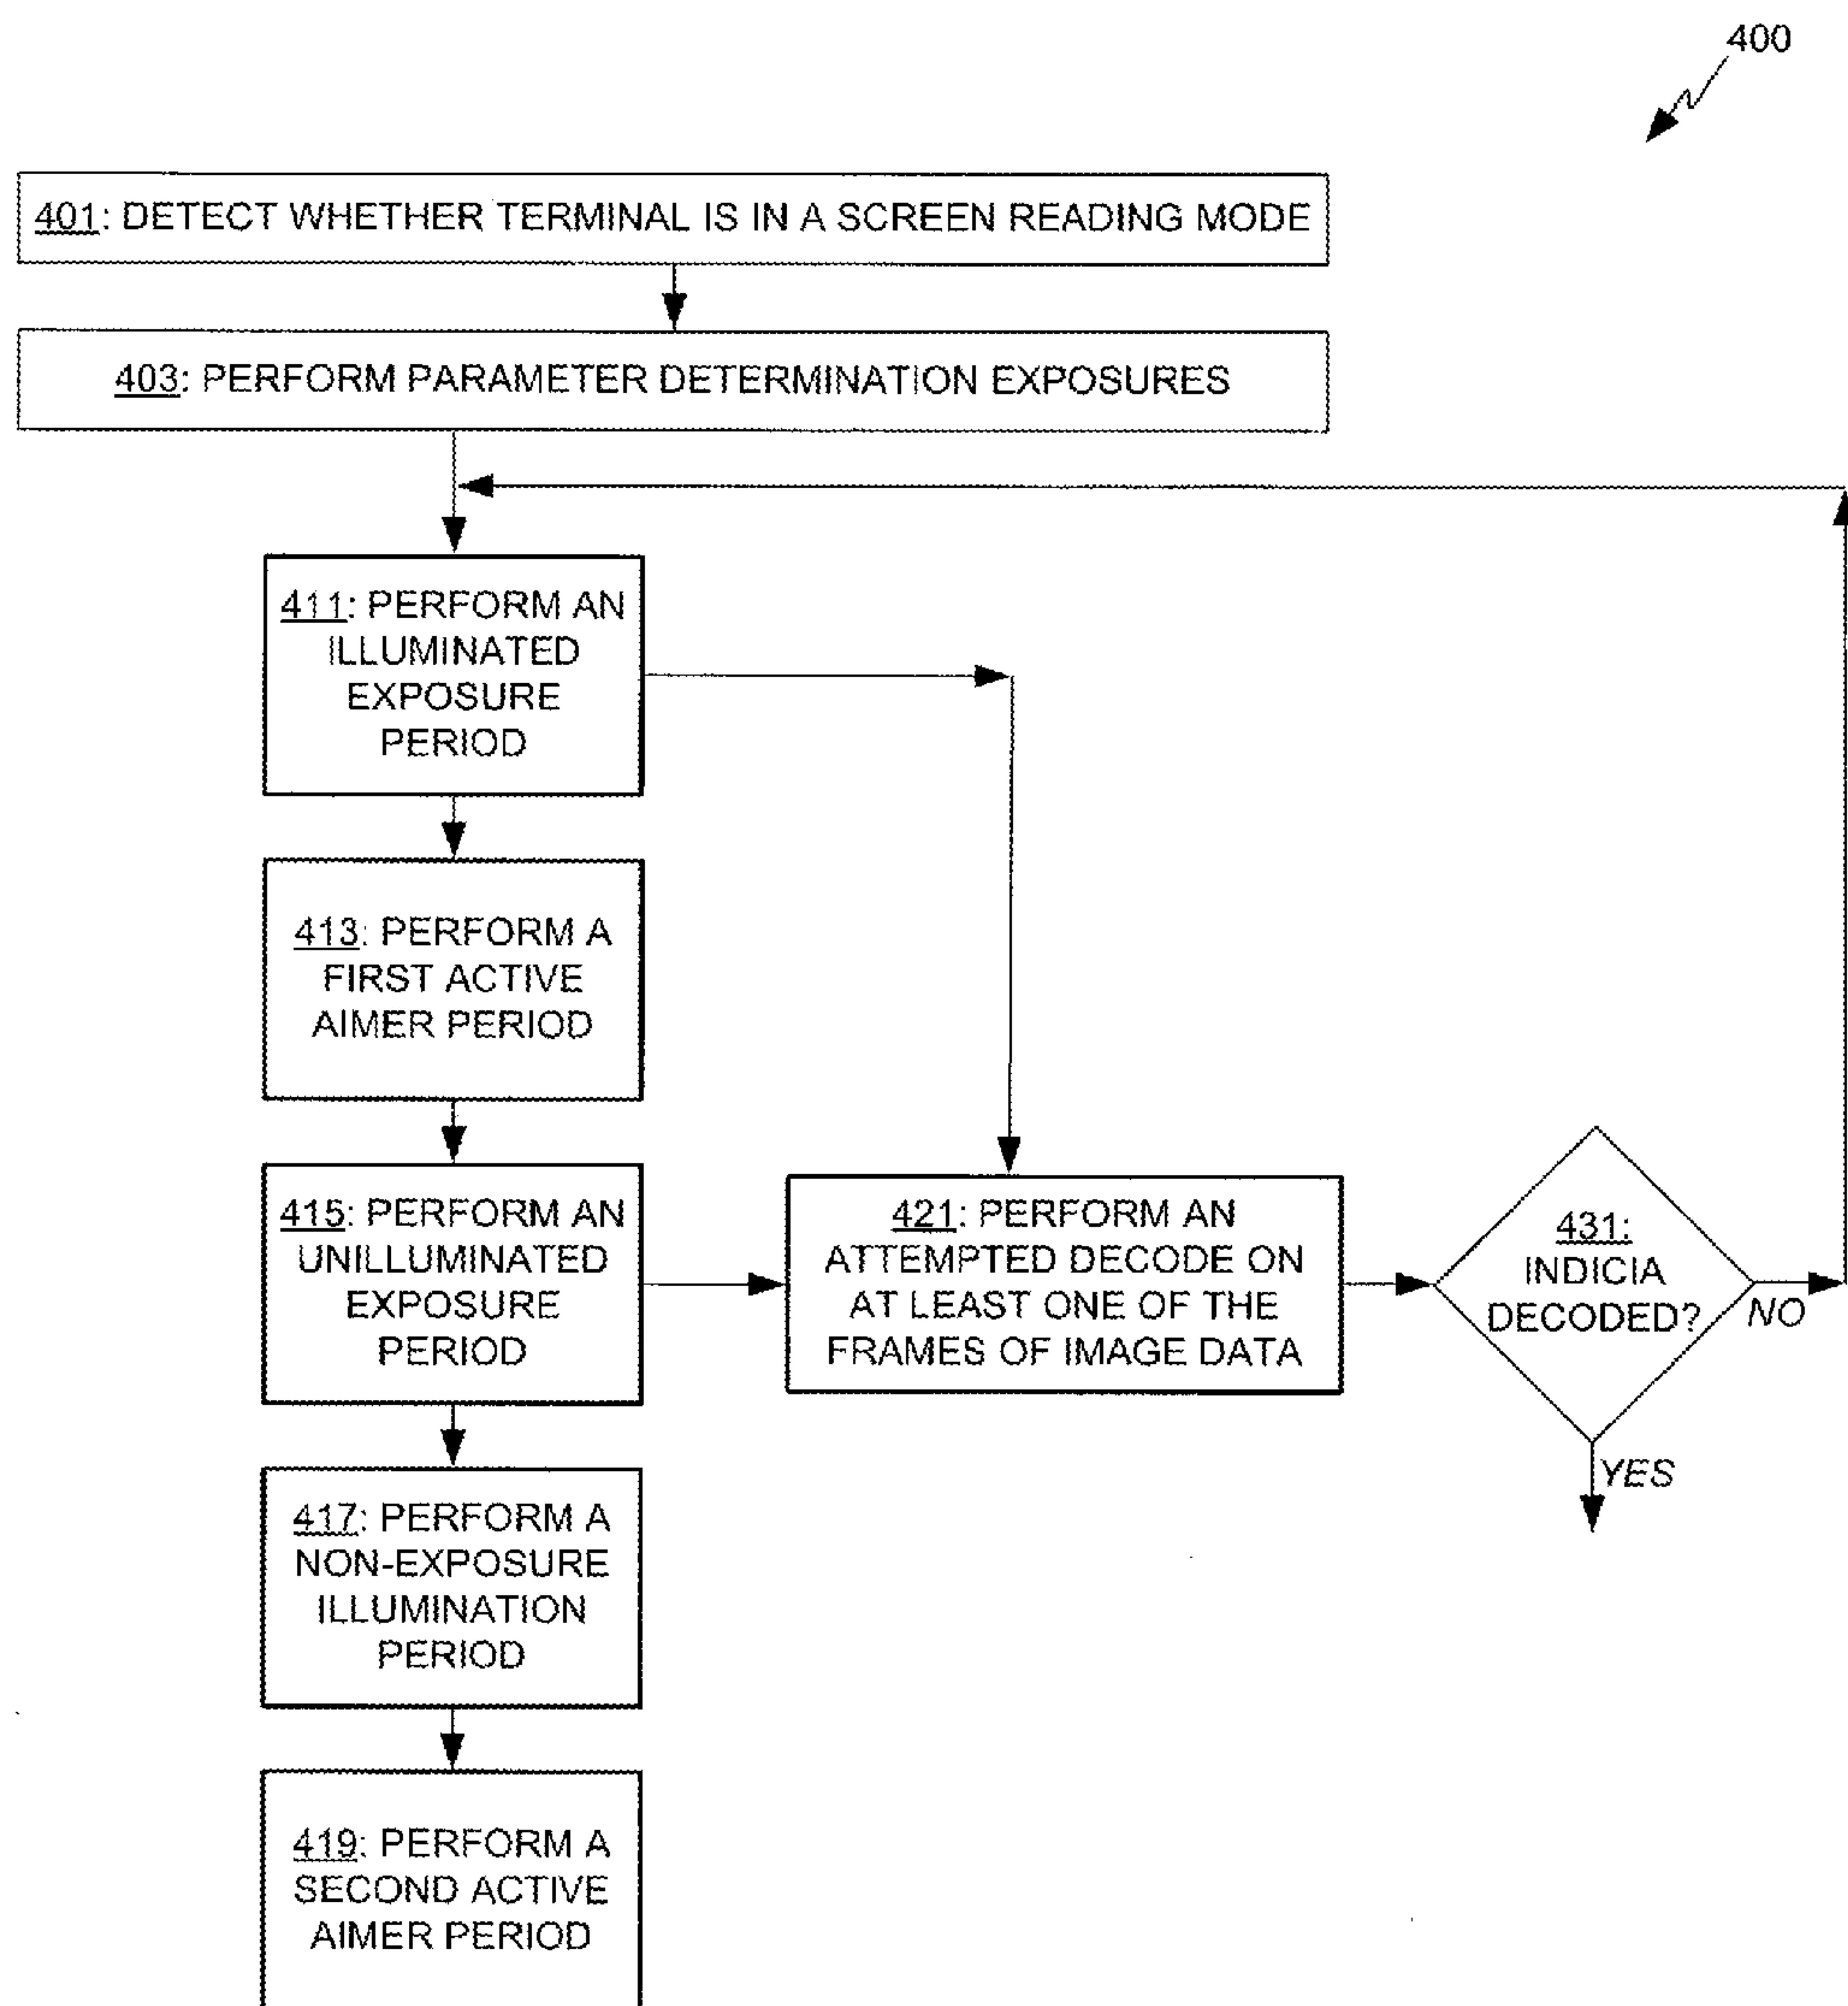 400
401: DETECT WHETHER TERMINAL IS IN A SCREEN READING MODE
403: PERFORM PARAMETER DETERMINATION EXPOSURES
411: PERFORM AN
ILLUMINATED
EXPOSURE
PERIOD
413: PERFORM A
FIRST ACTIVE
AIMER PERIOD
415: PERFORM AN
UNILLUMINATED
EXPOSURE
PERIOD
421: PERFORM AN
ATTEMPTED DECODE ON
AT LEAST ONE OF THE
FRAMES OF IMAGE DATA
431:
INDICIA
DECODED?
NO
YES
417: PERFORM A
NON-EXPOSURE
ILLUMINATION
PERIOD
419: PERFORM A
SECOND ACTIVE
AIMER PERIOD